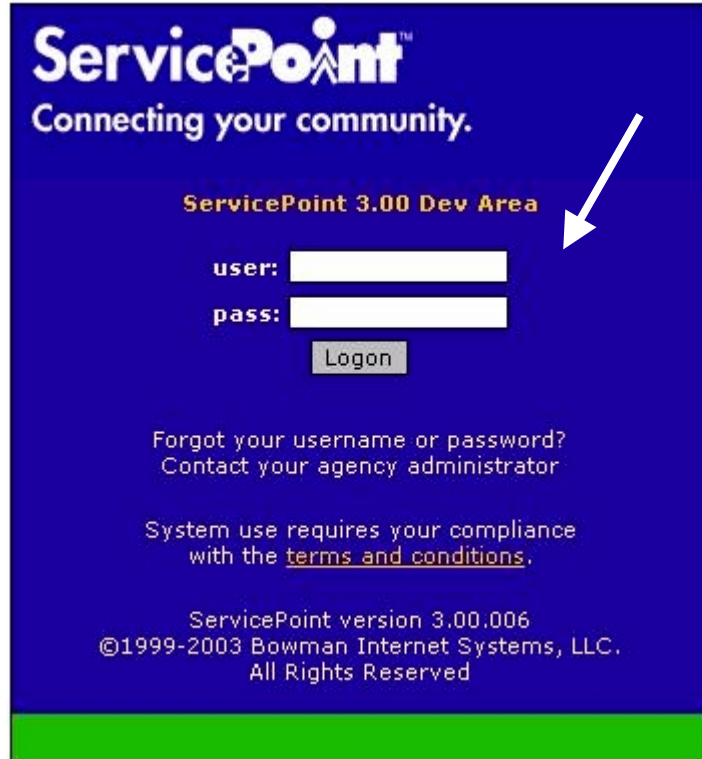 ServicePoint™
Connecting your community.
ServicePoint 3.00 Dev Area
user:
pass:
Logon
Forgot your username or password?
Contact your agency administrator
System use requires your compliance
with the terms and conditions.
ServicePoint version 3.00.006
©1999-2003 Bowman Internet Systems, LLC.
All Rights Reserved